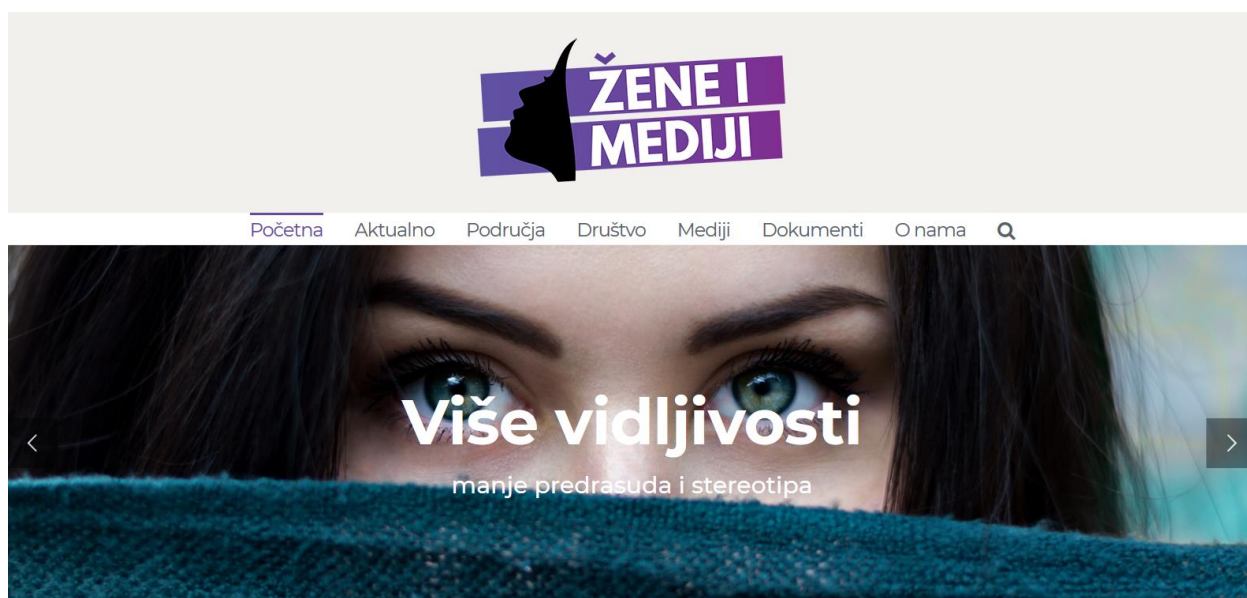 ŽENE I
MEDIJI
Početna Aktualno Područja Društvo Mediji Dokumenti O nama
Više vidljivosti
manje predrasuda i stereotipa